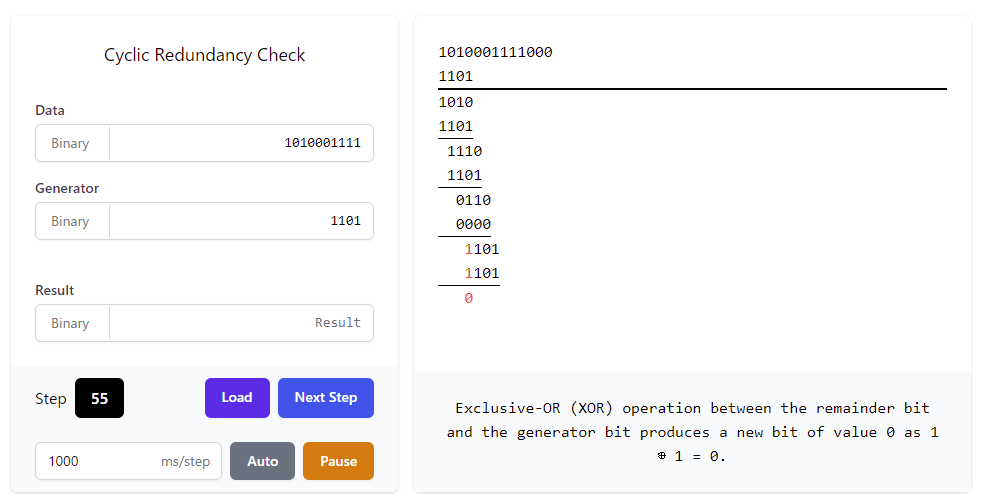 Cyclic Redundancy Check
Data
Binary 1010001111
Generator
Binary 1101
Result
Binary Result
Step 55 Load Next Step
1000 ms/step Auto Pause
1010001111000
1101
1010
1101
1110
1101
0110
0000
1101
1101
0
Exclusive-OR (XOR) operation between the remainder bit
and the generator bit produces a new bit of value 0 as 1
⊕ 1 = 0.